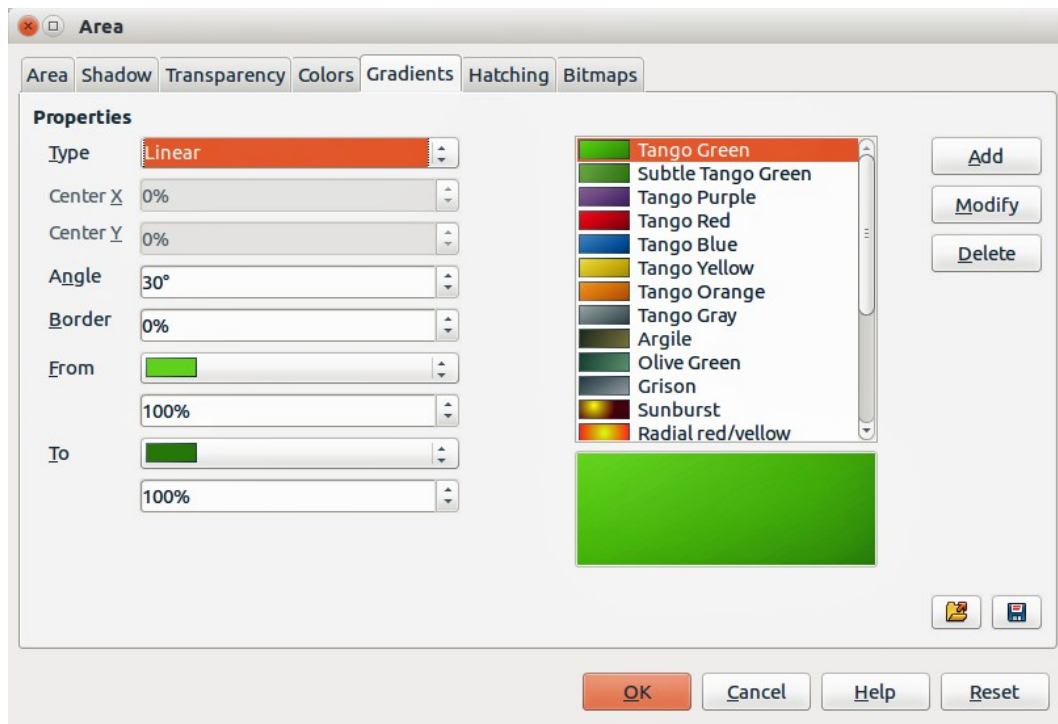 Area
Area Shadow Transparency Colors Gradients Hatching Bitmaps
Properties
Type Linear
Center X 0%
Center Y 0%
Angle 30°
Border 0%
From
100%
To
100%
Tango Green
Subtle Tango Green
Tango Purple
Tango Red
Tango Blue
Tango Yellow
Tango Orange
Tango Gray
Argile
Olive Green
Grison
Sunburst
Radial red/yellow
Add
Modify
Delete
OK Cancel Help Reset